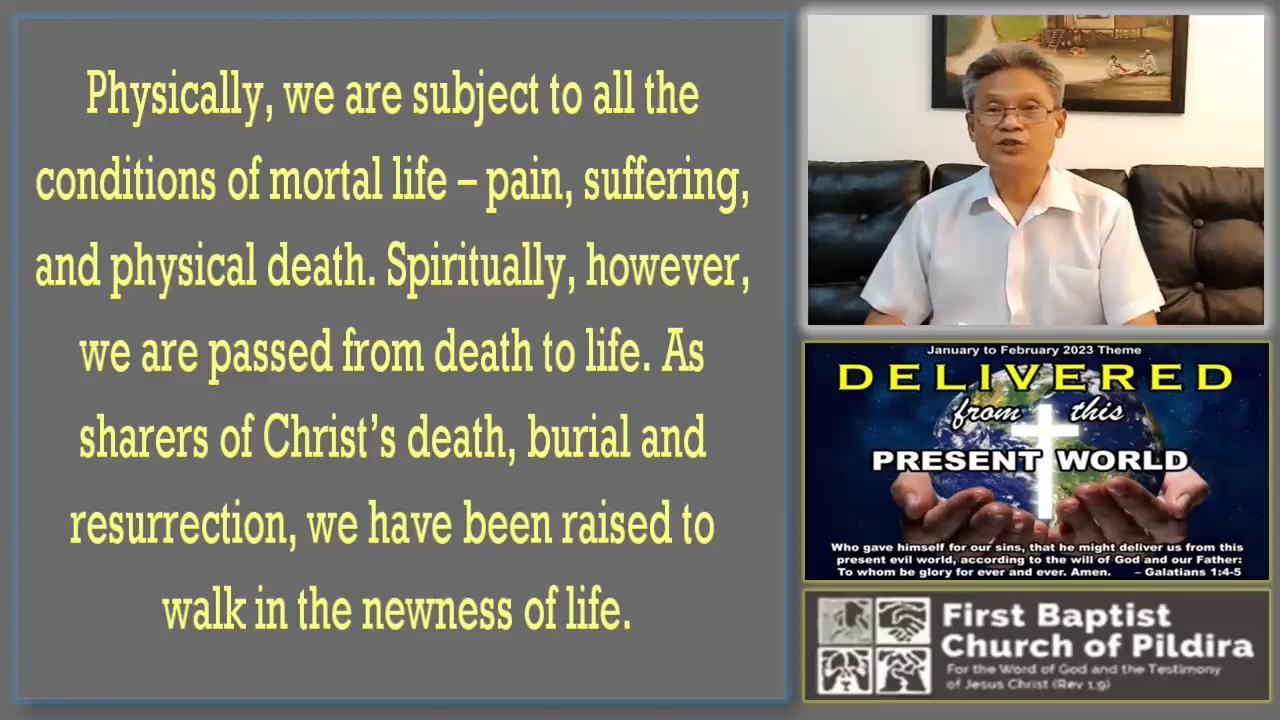 Physically, we are subject to all the
conditions of mortal life – pain, suffering,
and physical death. Spiritually, however,
we are passed from death to life. As
sharers of Christ’s death, burial and
resurrection, we have been raised to
walk in the newness of life.
January to February 2023 Theme
DELIVERED
from this
PRESENT WORLD
Who gave himself for our sins, that he might deliver us from this
present evil world, according to the will of God and our Father:
To whom be glory for ever and ever. Amen. – Galatians 1:4-5
First Baptist
Church of Pildira
For the Word of God and the Testimony
of Jesus Christ (Rev 1:9)